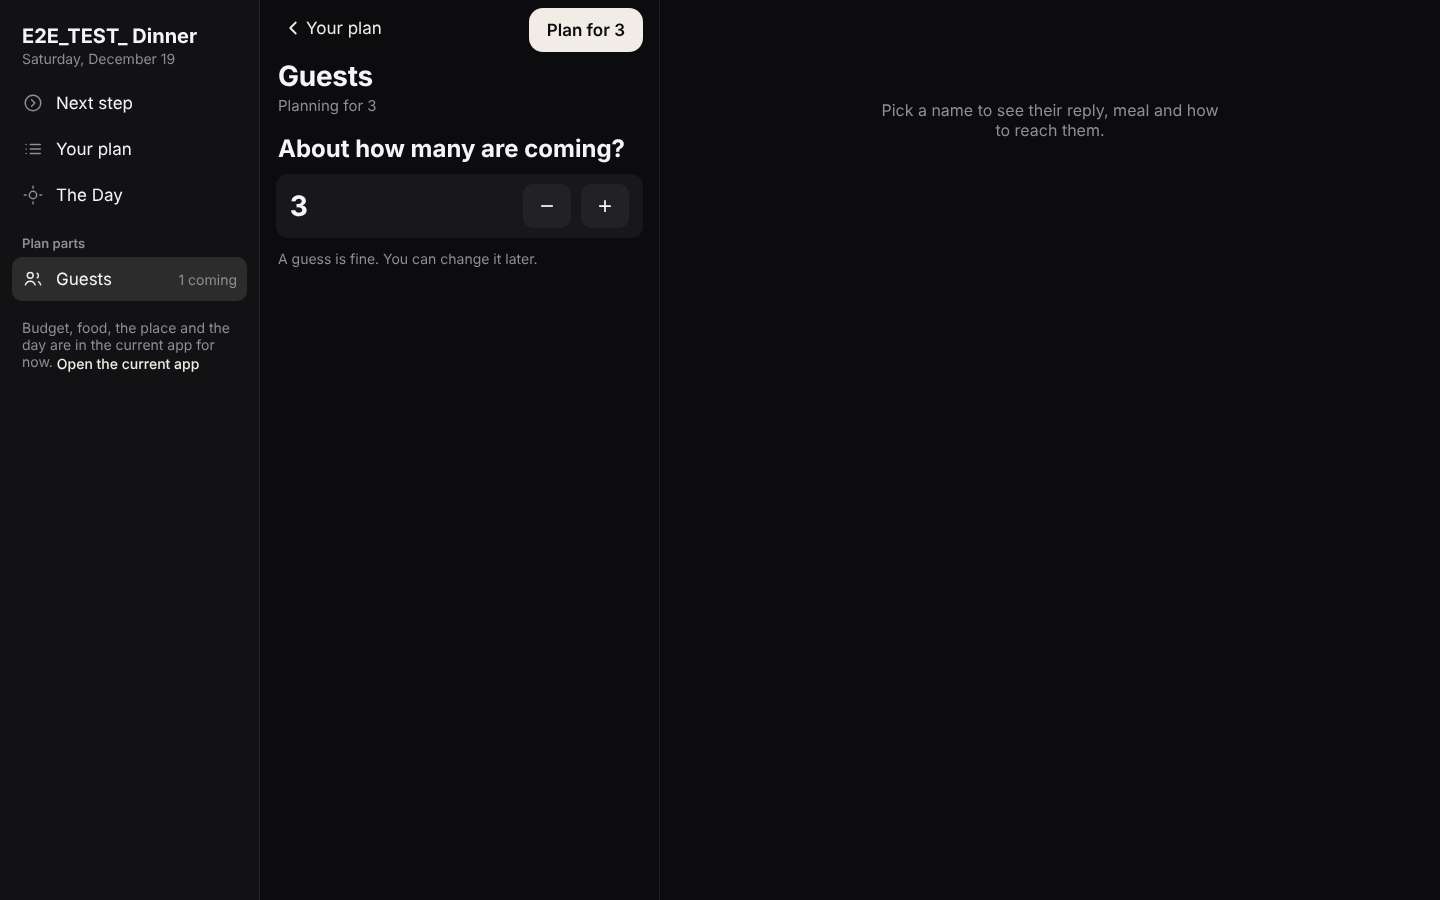 E2E_TEST_ Dinner
Saturday, December 19
Next step
Your plan
The Day
Plan parts
Guests
1 coming
Budget, food, the place and the
day are in the current app for
now. Open the current app
Your plan
Plan for 3
Guests
Planning for 3
About how many are coming?
3
−
+
A guess is fine. You can change it later.
Pick a name to see their reply, meal and how
to reach them.